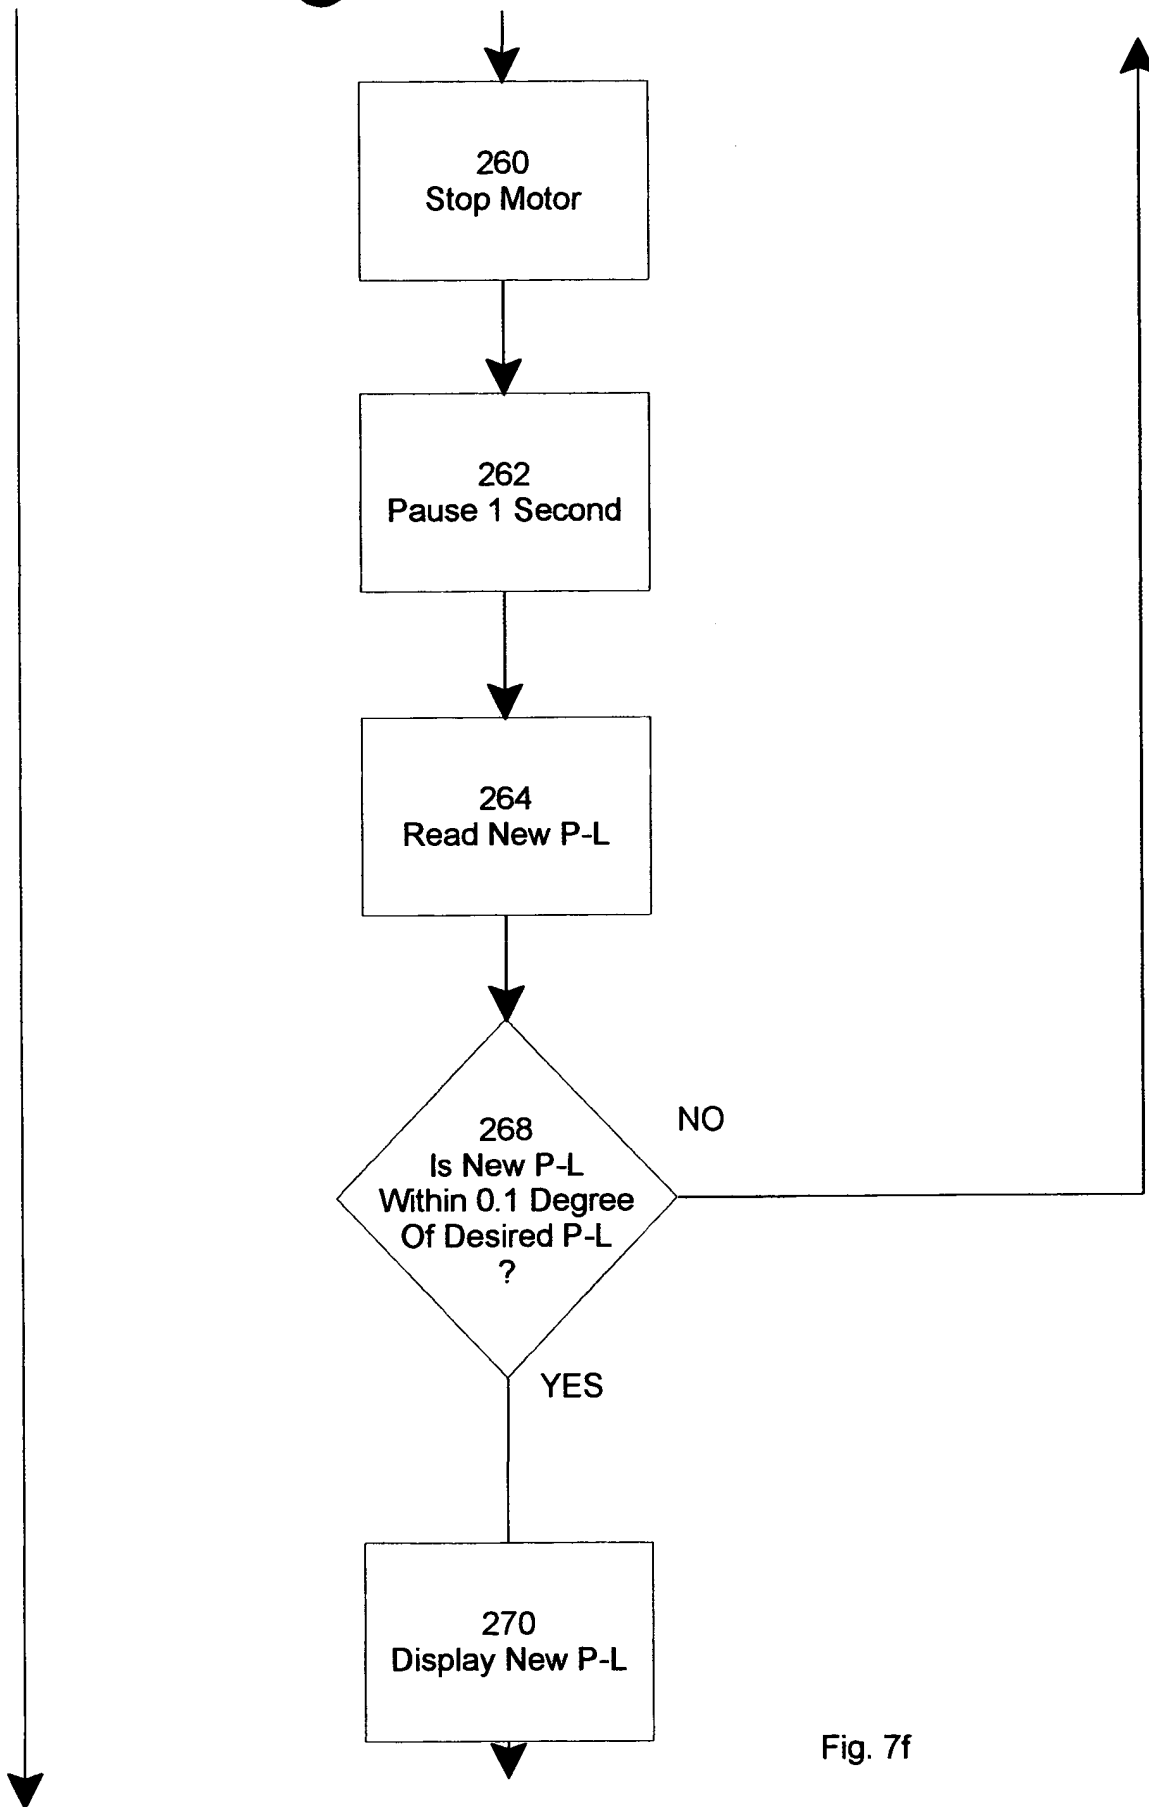 260
Stop Motor
262
Pause 1 Second
264
Read New P-L
268
Is New P-L
Within 0.1 Degree
Of Desired P-L
?
NO
YES
270
Display New P-L
Fig. 7f